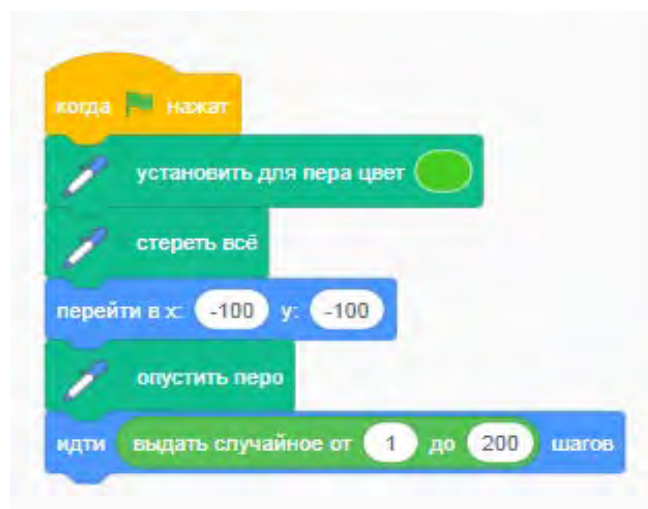 когда нажат
установить для пера цвет
стереть всё
перейти в x: -100 y: -100
опустить перо
идти выдать случайное от 1 до 200 шагов